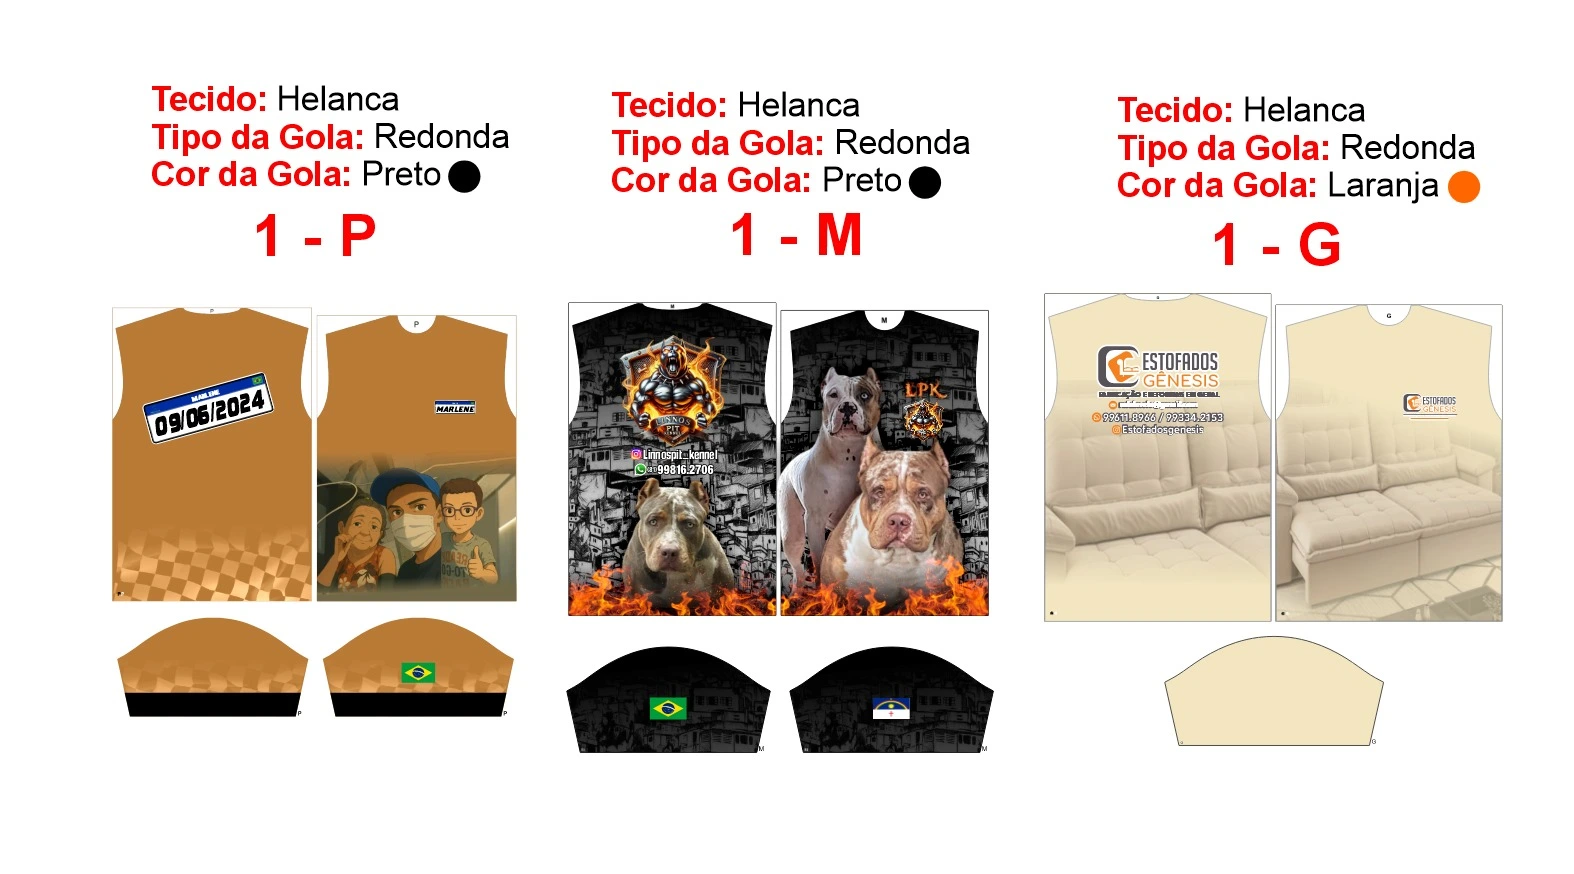 Tecido: Helanca
Tipo da Gola: Redonda
Cor da Gola: Preto
1 - P
P
MARLENE
09/06/2024
MARLENE
P
P
Tecido: Helanca
Tipo da Gola: Redonda
Cor da Gola: Preto
1 - M
M
M
LINNOS
PIT
Linnospit_kennel
99816.2706
LPK
M
M
Tecido: Helanca
Tipo da Gola: Redonda
Cor da Gola: Laranja
1 - G
G
ESTOFADOS
GÊNESIS
99611.8966 / 99334.2153
Estofadosgenesis
ESTOFADOS
GÊNESIS
G